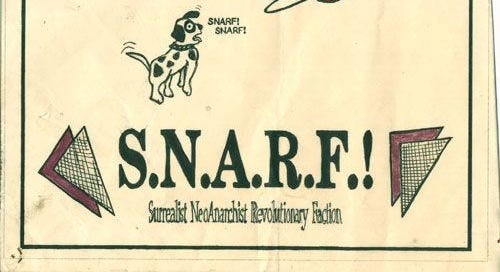 SNARF!
SNARF!
S.N.A.R.F.!
Surrealist NeoAnarchist Revolutionary Faction